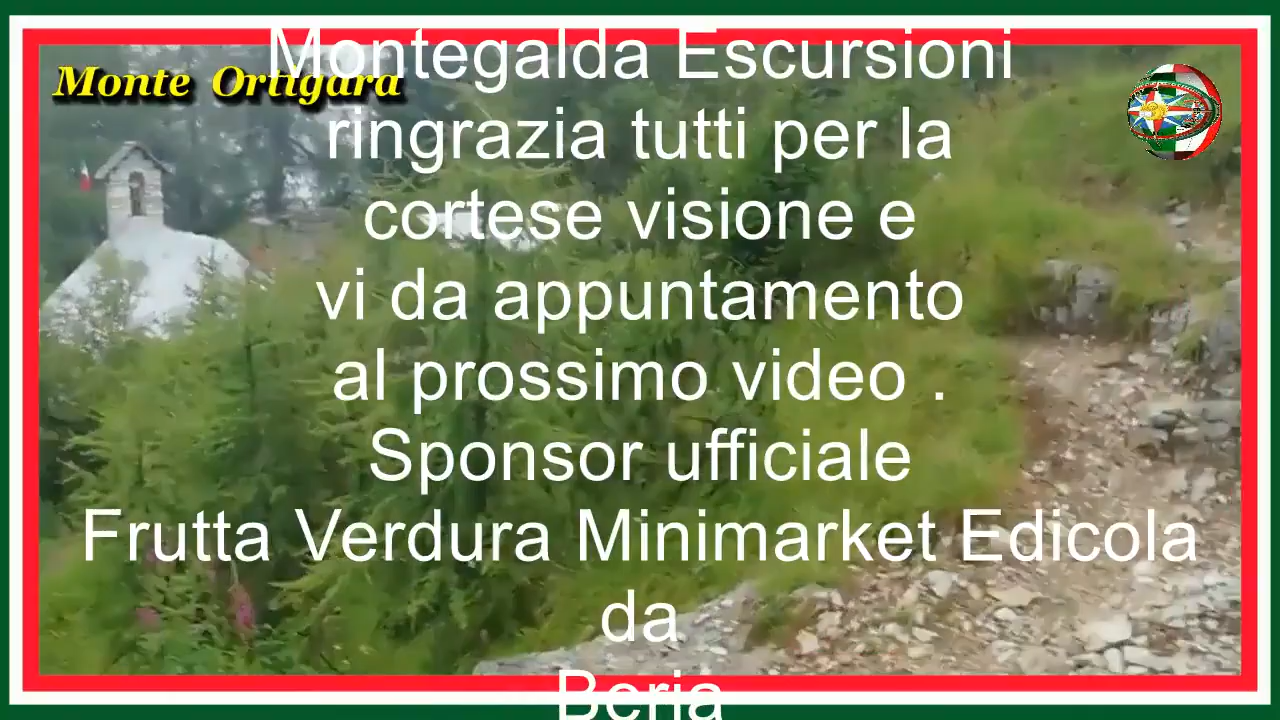 Montegalda Escursioni
Monte Ortigara
ringrazia tutti per la
cortese visione e
vi da appuntamento
al prossimo video .
Sponsor ufficiale
Frutta Verdura Minimarket Edicola
da